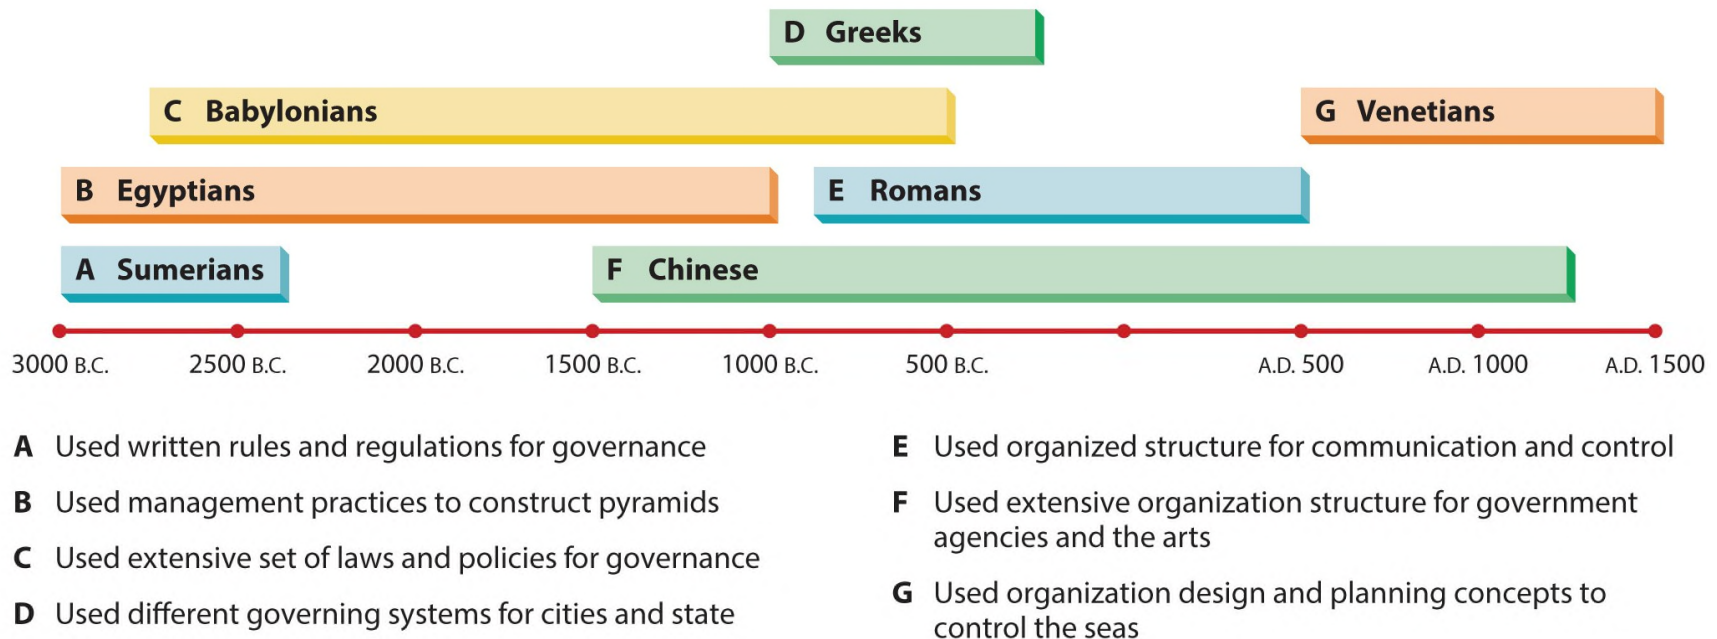 D Greeks
C Babylonians
G Venetians
B Egyptians
E Romans
A Sumerians
F Chinese
3000 B.C. 2500 B.C. 2000 B.C. 1500 B.C. 1000 B.C. 500 B.C. A.D. 500 A.D. 1000 A.D. 1500
A Used written rules and regulations for governance
B Used management practices to construct pyramids
C Used extensive set of laws and policies for governance
D Used different governing systems for cities and state
E Used organized structure for communication and control
F Used extensive organization structure for government
agencies and the arts
G Used organization design and planning concepts to
control the seas